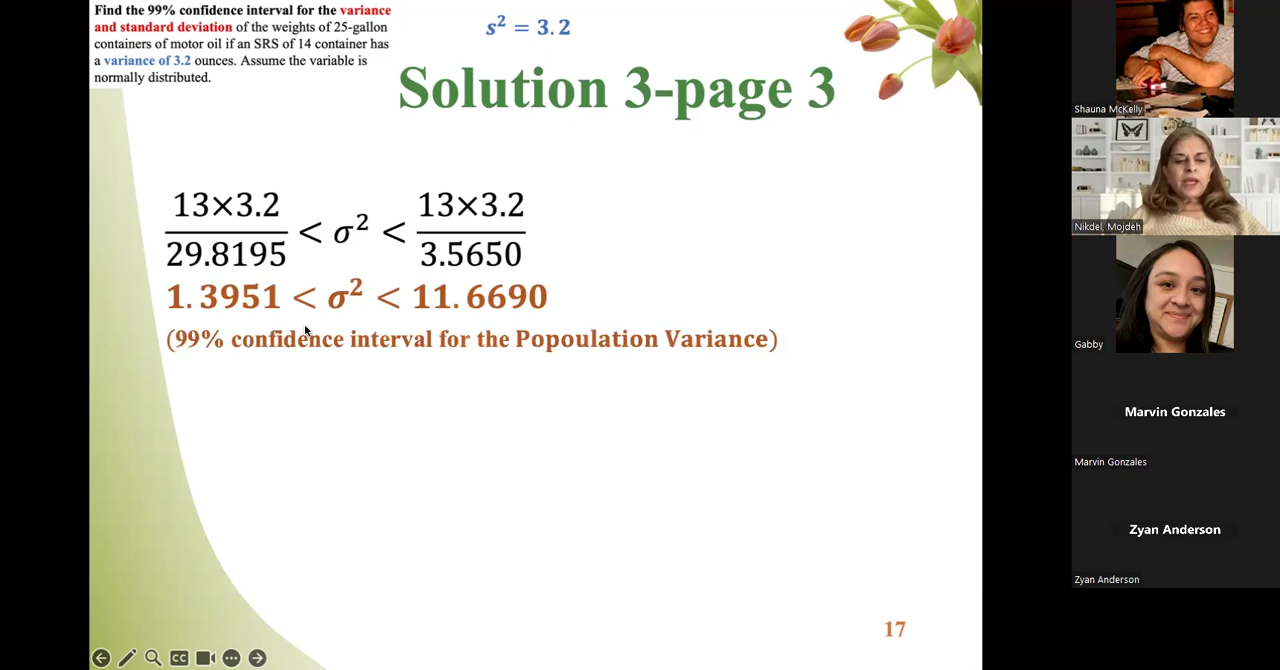 Find the 99% confidence interval for the variance
and standard deviation of the weights of 25-gallon
containers of motor oil if an SRS of 14 container has
a variance of 3.2 ounces. Assume the variable is
normally distributed.
s² = 3.2
Solution 3-page 3
13×3.2/29.8195 < σ² < 13×3.2/3.5650
1.3951 < σ² < 11.6690
(99% confidence interval for the Popoulation Variance)
17
CC
Shauna McKelly
Nikdel, Mojdeh
Gabby
Marvin Gonzales
Marvin Gonzales
Zyan Anderson
Zyan Anderson